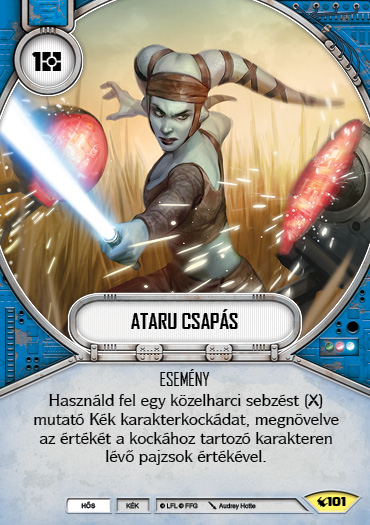 1
ATARU CSAPÁS
ESEMÉNY
Használd fel egy közelharci sebzést (⚔)
mutató Kék karakterkockádat, megnövelve
az értékét a kockához tartozó karakteren
lévő pajzsok értékével.
HŐS KÉK © LFL © FFG Audrey Hotte 101